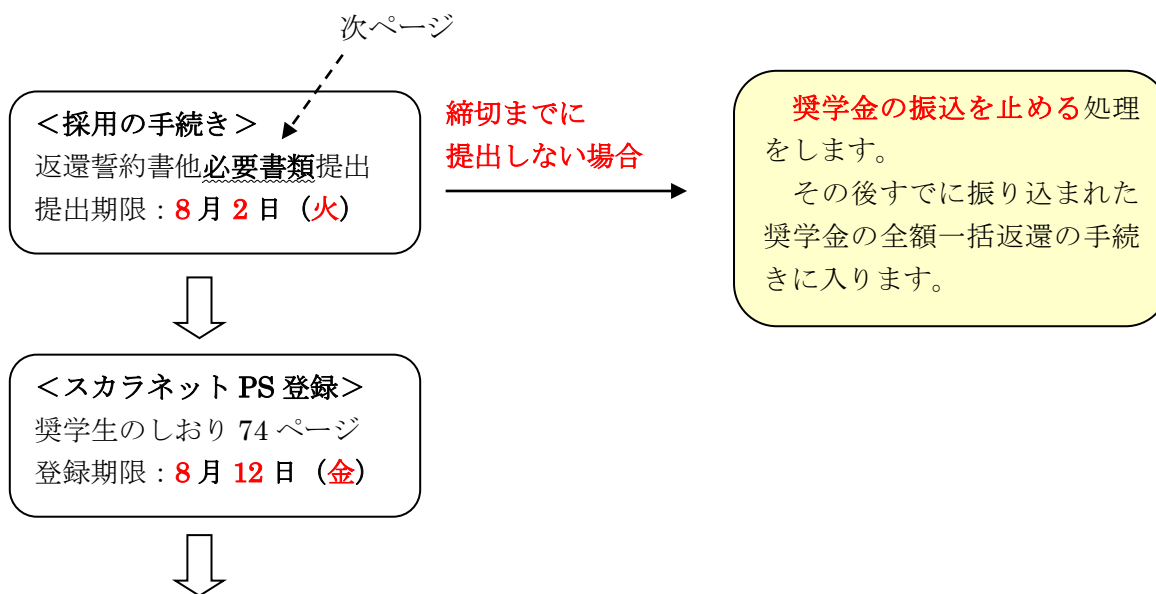 次ページ
＜採用の手続き＞
返還誓約書他必要書類提出
提出期限：8月2日（火）
締切までに
提出しない場合
奨学金の振込を止める処理
をします。
その後すでに振り込まれた
奨学金の全額一括返還の手続
きに入ります。
＜スカラネット PS 登録＞
奨学生のしおり 74 ページ
登録期限：8月12日（金）